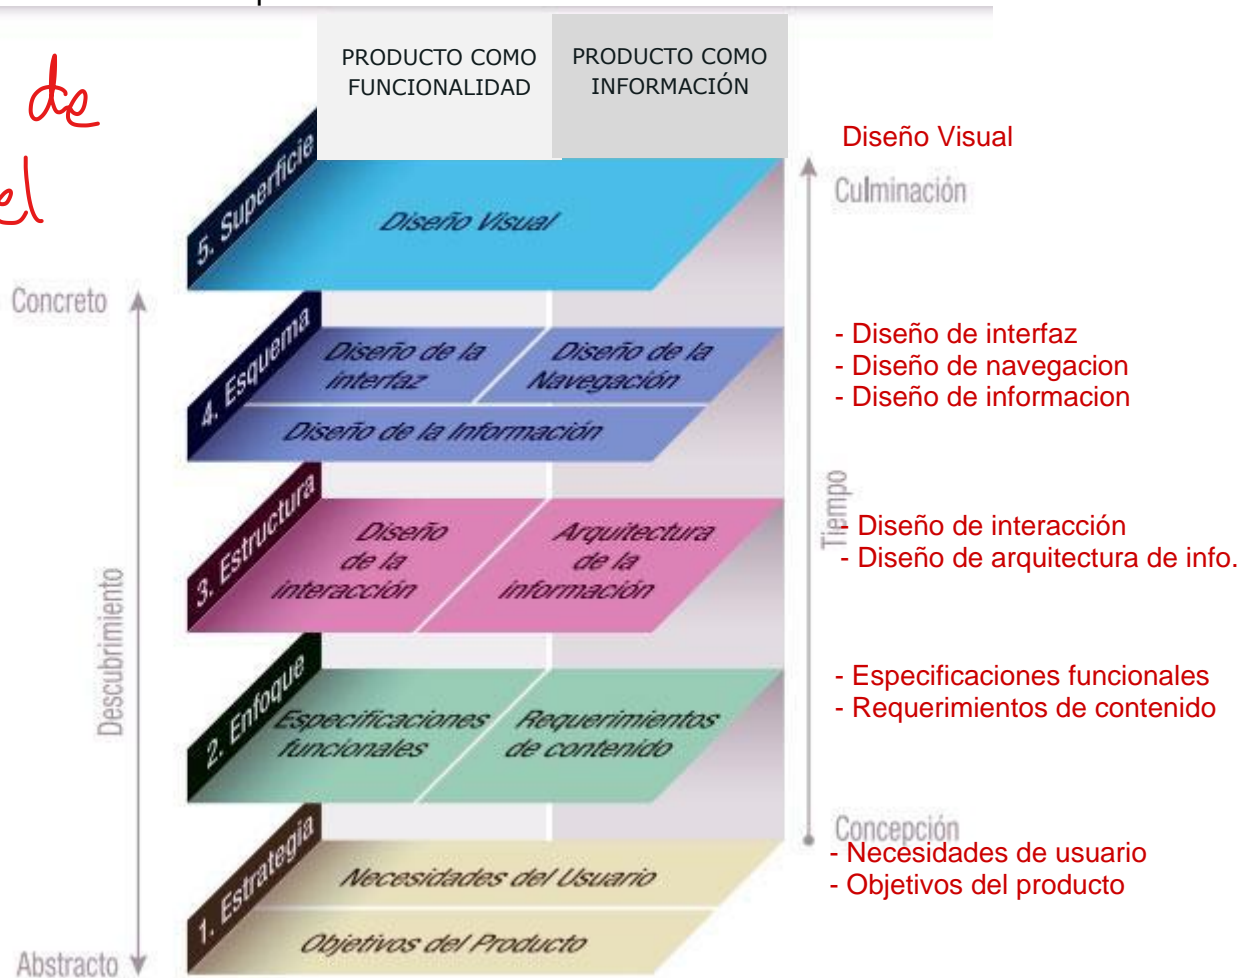 de
el
PRODUCTO COMO
FUNCIONALIDAD
PRODUCTO COMO
INFORMACIÓN
Diseño Visual
Culminación
5. Superficie
Diseño Visual
Concreto
4. Esquema
Diseño de la
interfaz
Diseño de la
Navegación
Diseño de la Información
- Diseño de interfaz
- Diseño de navegacion
- Diseño de informacion
3. Estructura
Diseño
de la
interacción
Arquitectura
de la
información
Tiempo
- Diseño de interacción
- Diseño de arquitectura de info.
Descubrimiento
2. Enfoque
Especificaciones
funcionales
Requerimientos
de contenido
- Especificaciones funcionales
- Requerimientos de contenido
Concepción
1. Estrategia
Necesidades del Usuario
Objetivos del Producto
- Necesidades de usuario
- Objetivos del producto
Abstracto